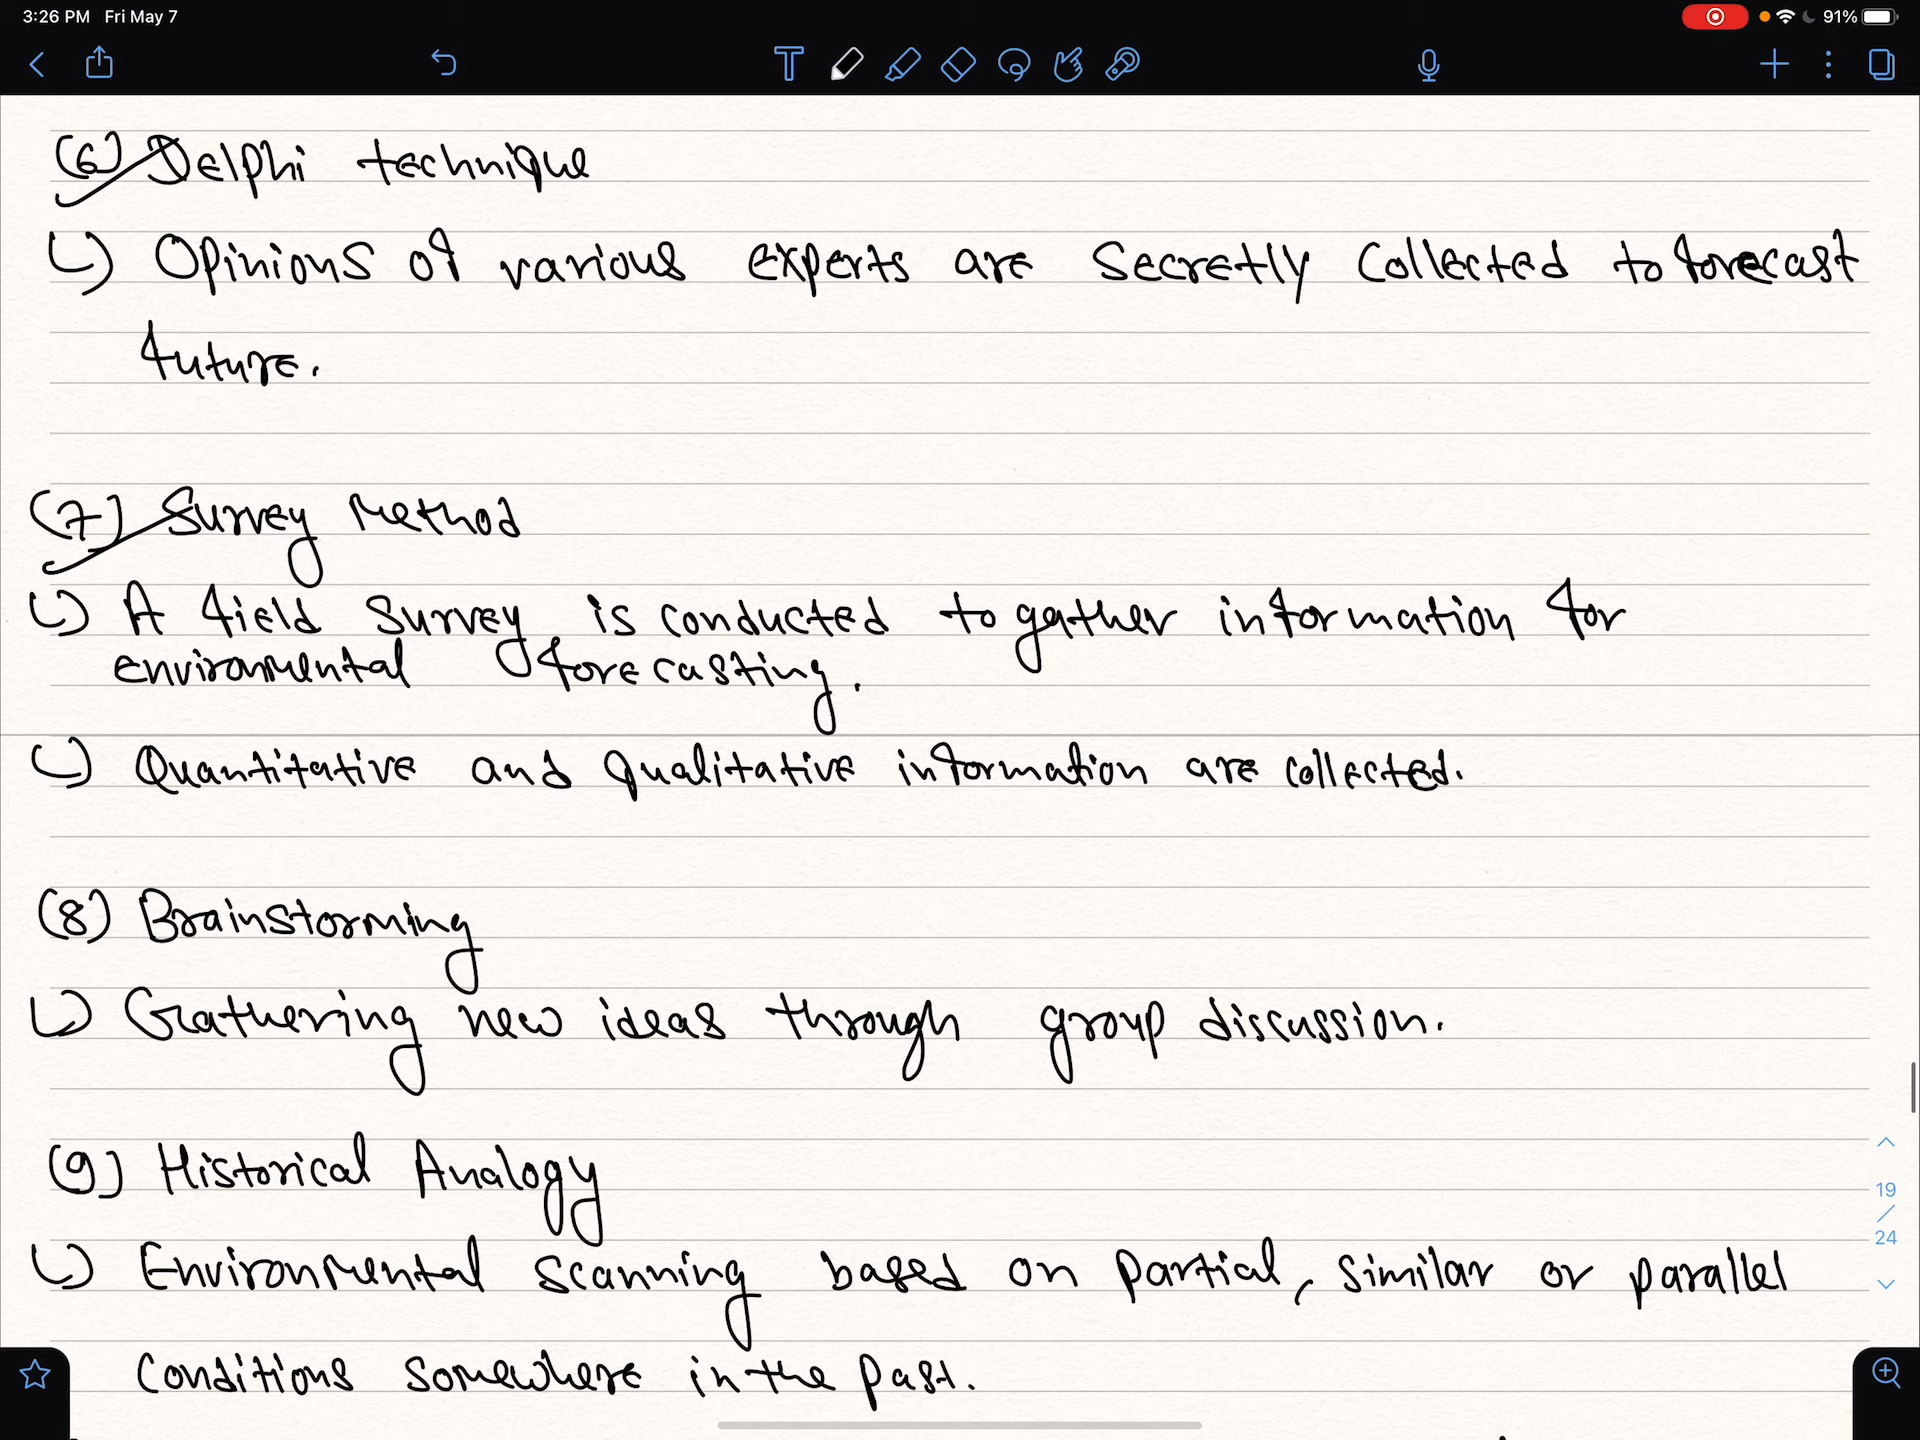 3:26 PM Fri May 7
91%
(6) Delphi technique
Opinions of various experts are secretly collected to forecast
future.
(7) Survey Method
A field survey is conducted to gather information for
environmental forecasting.
Quantitative and qualitative information are collected.
(8) Brainstorming
Gathering new ideas through group discussion.
(9) Historical Analogy
Environmental scanning based on partial, similar or parallel
conditions somewhere in the past.
19
/
24